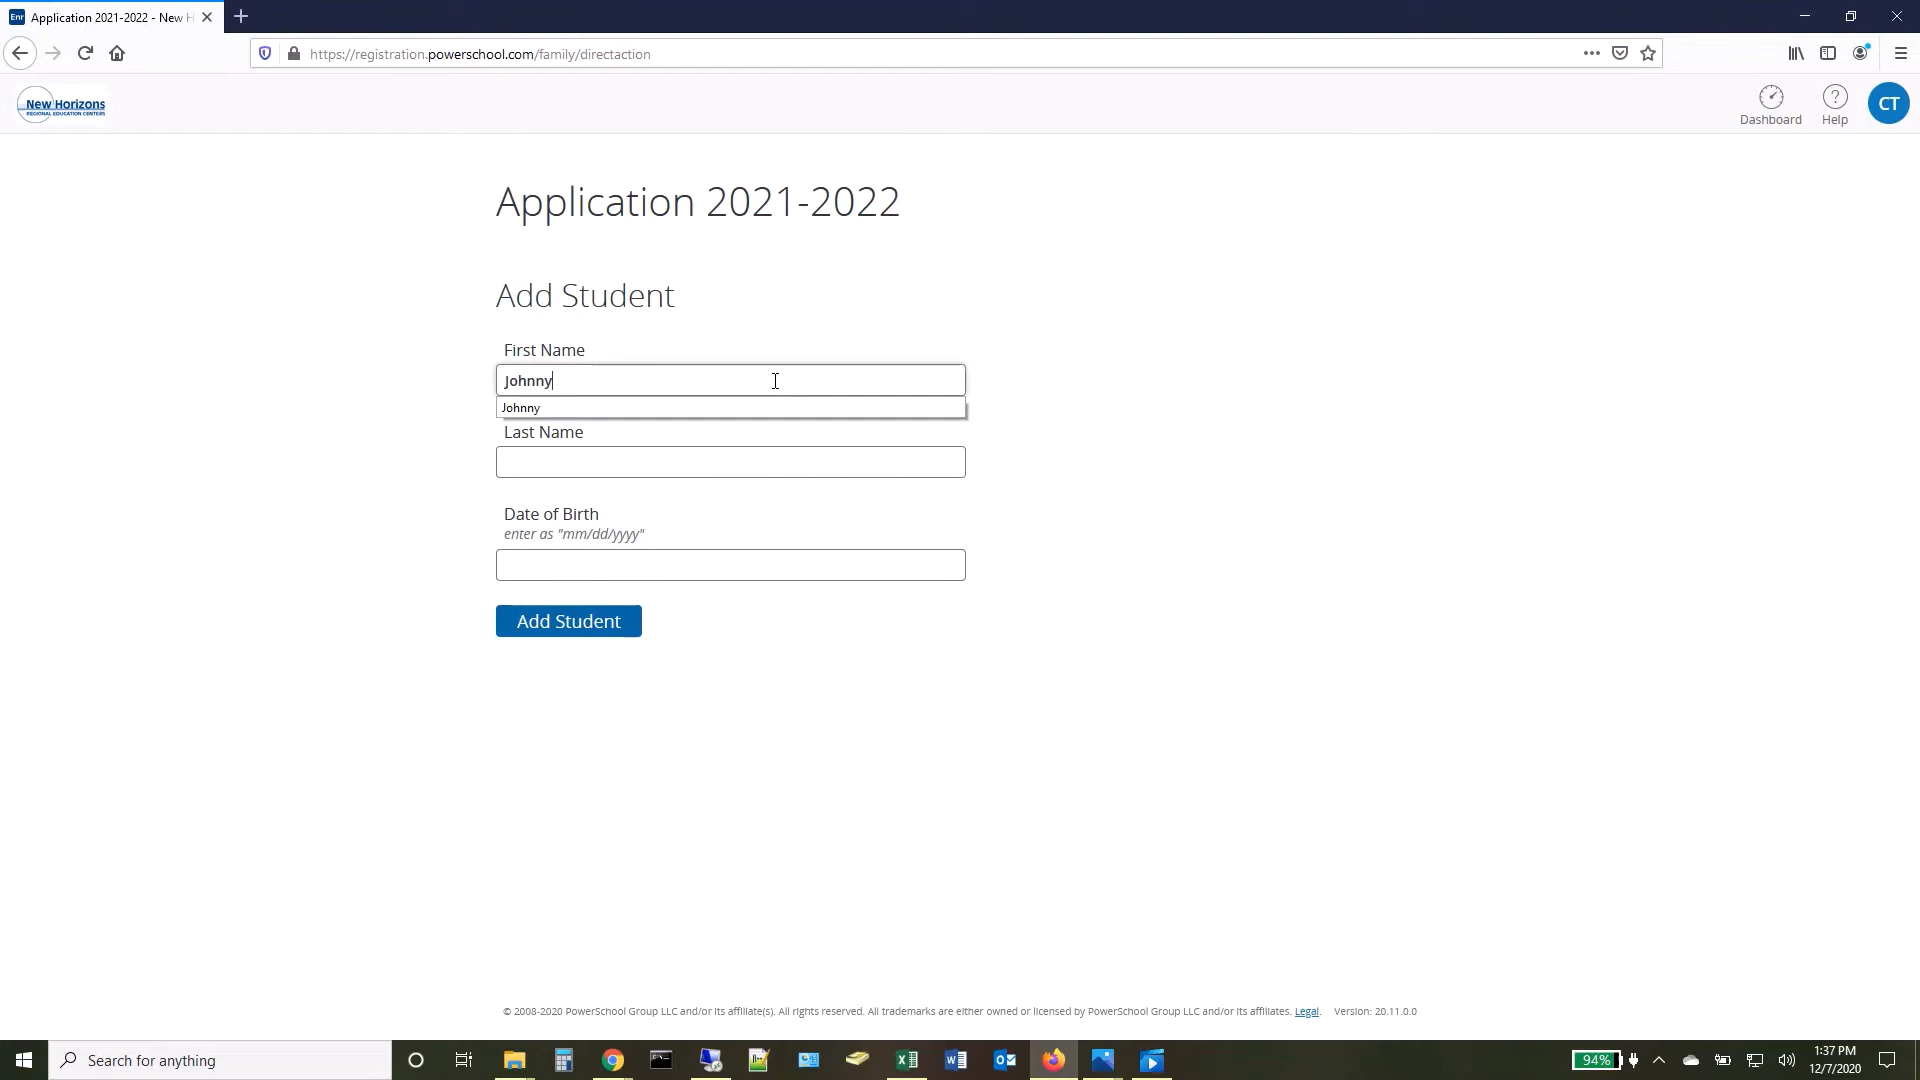 Enr Application 2021-2022 - New H
https://registration.powerschool.com/family/directaction
New Horizons
REGIONAL EDUCATION CENTERS
Dashboard
Help
CT
Application 2021-2022
Add Student
First Name
Johnny
Johnny
Last Name
Date of Birth
enter as "mm/dd/yyyy"
Add Student
© 2008-2020 PowerSchool Group LLC and/or its affiliate(s). All rights reserved. All trademarks are either owned or licensed by PowerSchool Group LLC and/or its affiliates. Legal. Version: 20.11.0.0
Search for anything
94%
1:37 PM
12/7/2020